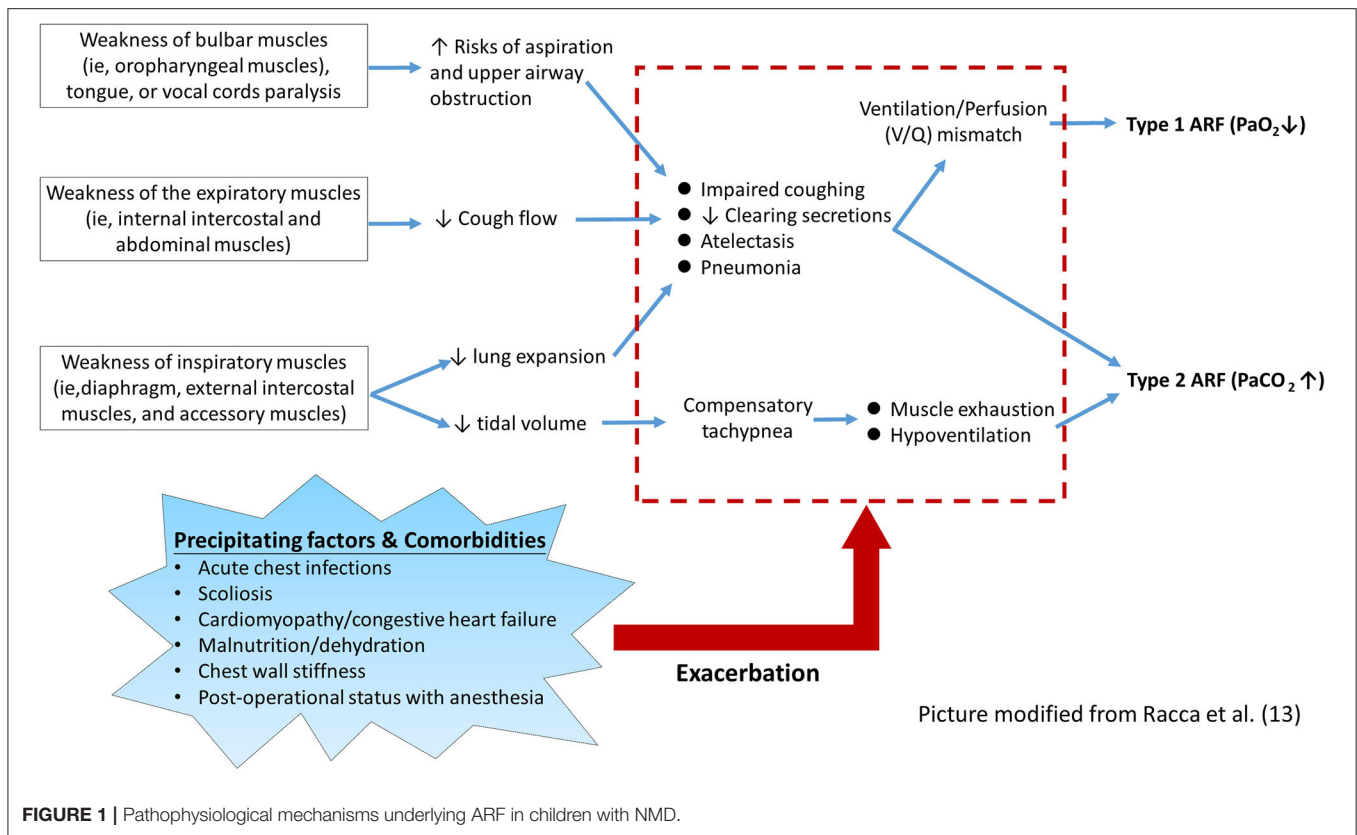 Weakness of bulbar muscles
(ie, oropharyngeal muscles),
tongue, or vocal cords paralysis
↑ Risks of aspiration
and upper airway
obstruction
Weakness of the expiratory muscles
(ie, internal intercostal and
abdominal muscles)
↓ Cough flow
Weakness of inspiratory muscles
(ie,diaphragm, external intercostal
muscles, and accessory muscles)
↓ lung expansion
↓ tidal volume
● Impaired coughing
● ↓ Clearing secretions
● Atelectasis
● Pneumonia
Ventilation/Perfusion
(V/Q) mismatch
Compensatory
tachypnea
● Muscle exhaustion
● Hypoventilation
Type 1 ARF (PaO₂↓)
Type 2 ARF (PaCO₂ ↑)
Precipitating factors & Comorbidities
• Acute chest infections
• Scoliosis
• Cardiomyopathy/congestive heart failure
• Malnutrition/dehydration
• Chest wall stiffness
• Post-operational status with anesthesia
Exacerbation
Picture modified from Racca et al. (13)
FIGURE 1 | Pathophysiological mechanisms underlying ARF in children with NMD.